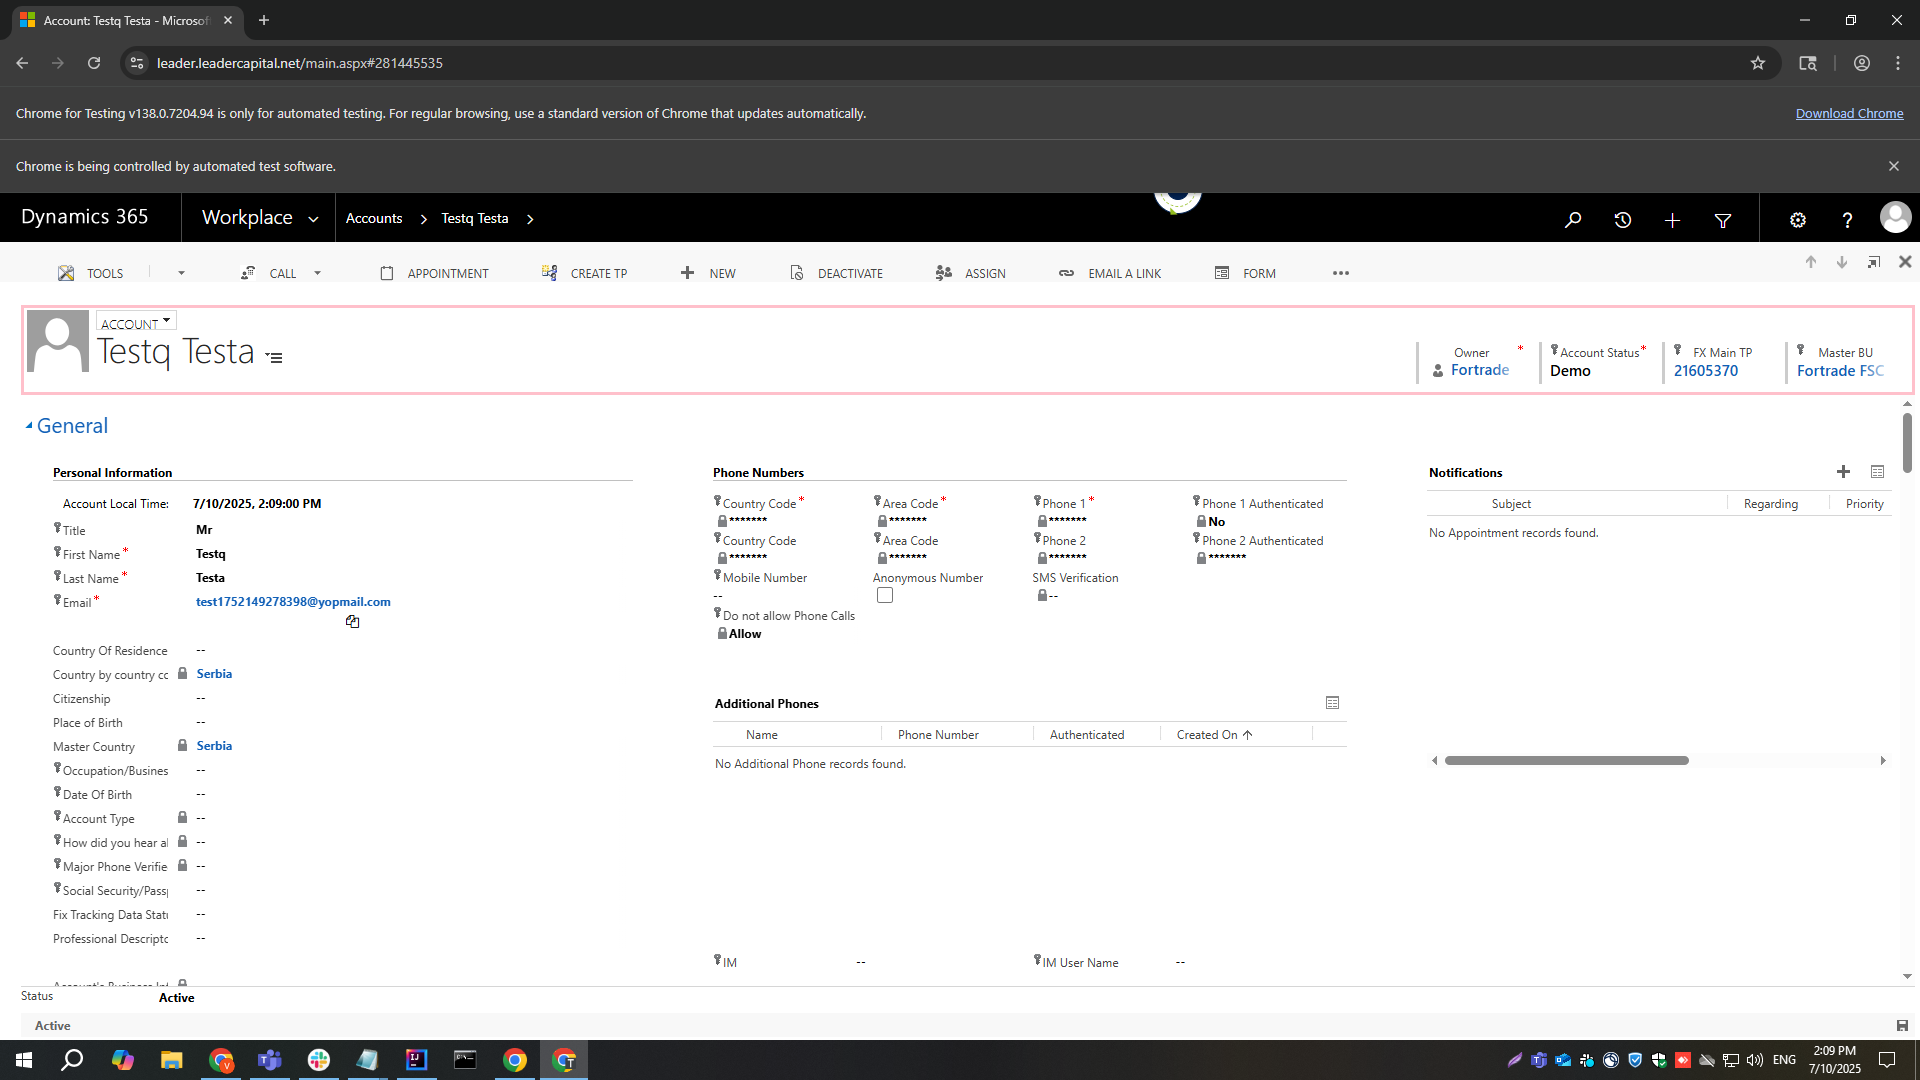 Account: Testq Testa - Microsof
leader.leadercapital.net/main.aspx#281445535
Chrome for Testing v138.0.7204.94 is only for automated testing. For regular browsing, use a standard version of Chrome that updates automatically.
Download Chrome
Chrome is being controlled by automated test software.
Dynamics 365
Workplace
Accounts
Testq Testa
TOOLS
CALL
APPOINTMENT
CREATE TP
NEW
DEACTIVATE
ASSIGN
EMAIL A LINK
FORM
ACCOUNT
Testq Testa
Owner *
Fortrade
Account Status *
Demo
FX Main TP
21605370
Master BU
Fortrade FSC
General
Personal Information
Account Local Time:
7/10/2025, 2:09:00 PM
Title
Mr
First Name *
Testq
Last Name *
Testa
Email *
test1752149278398@yopmail.com
Country Of Residence
--
Country by country cc
Serbia
Citizenship
--
Place of Birth
--
Master Country
Serbia
Occupation/Busines
--
Date Of Birth
--
Account Type
--
How did you hear a
--
Major Phone Verifie
--
Social Security/Pass
--
Fix Tracking Data Stat
--
Professional Descripto
--
Phone Numbers
Country Code *
*******
Area Code *
*******
Phone 1 *
*******
Phone 1 Authenticated
No
Country Code
*******
Area Code
*******
Phone 2
*******
Phone 2 Authenticated
*******
Mobile Number
--
Anonymous Number
SMS Verification
--
Do not allow Phone Calls
Allow
Additional Phones
Name
Phone Number
Authenticated
Created On
No Additional Phone records found.
IM
--
IM User Name
--
Notifications
Subject
Regarding
Priority
No Appointment records found.
Status
Active
Active
ENG
2:09 PM
7/10/2025